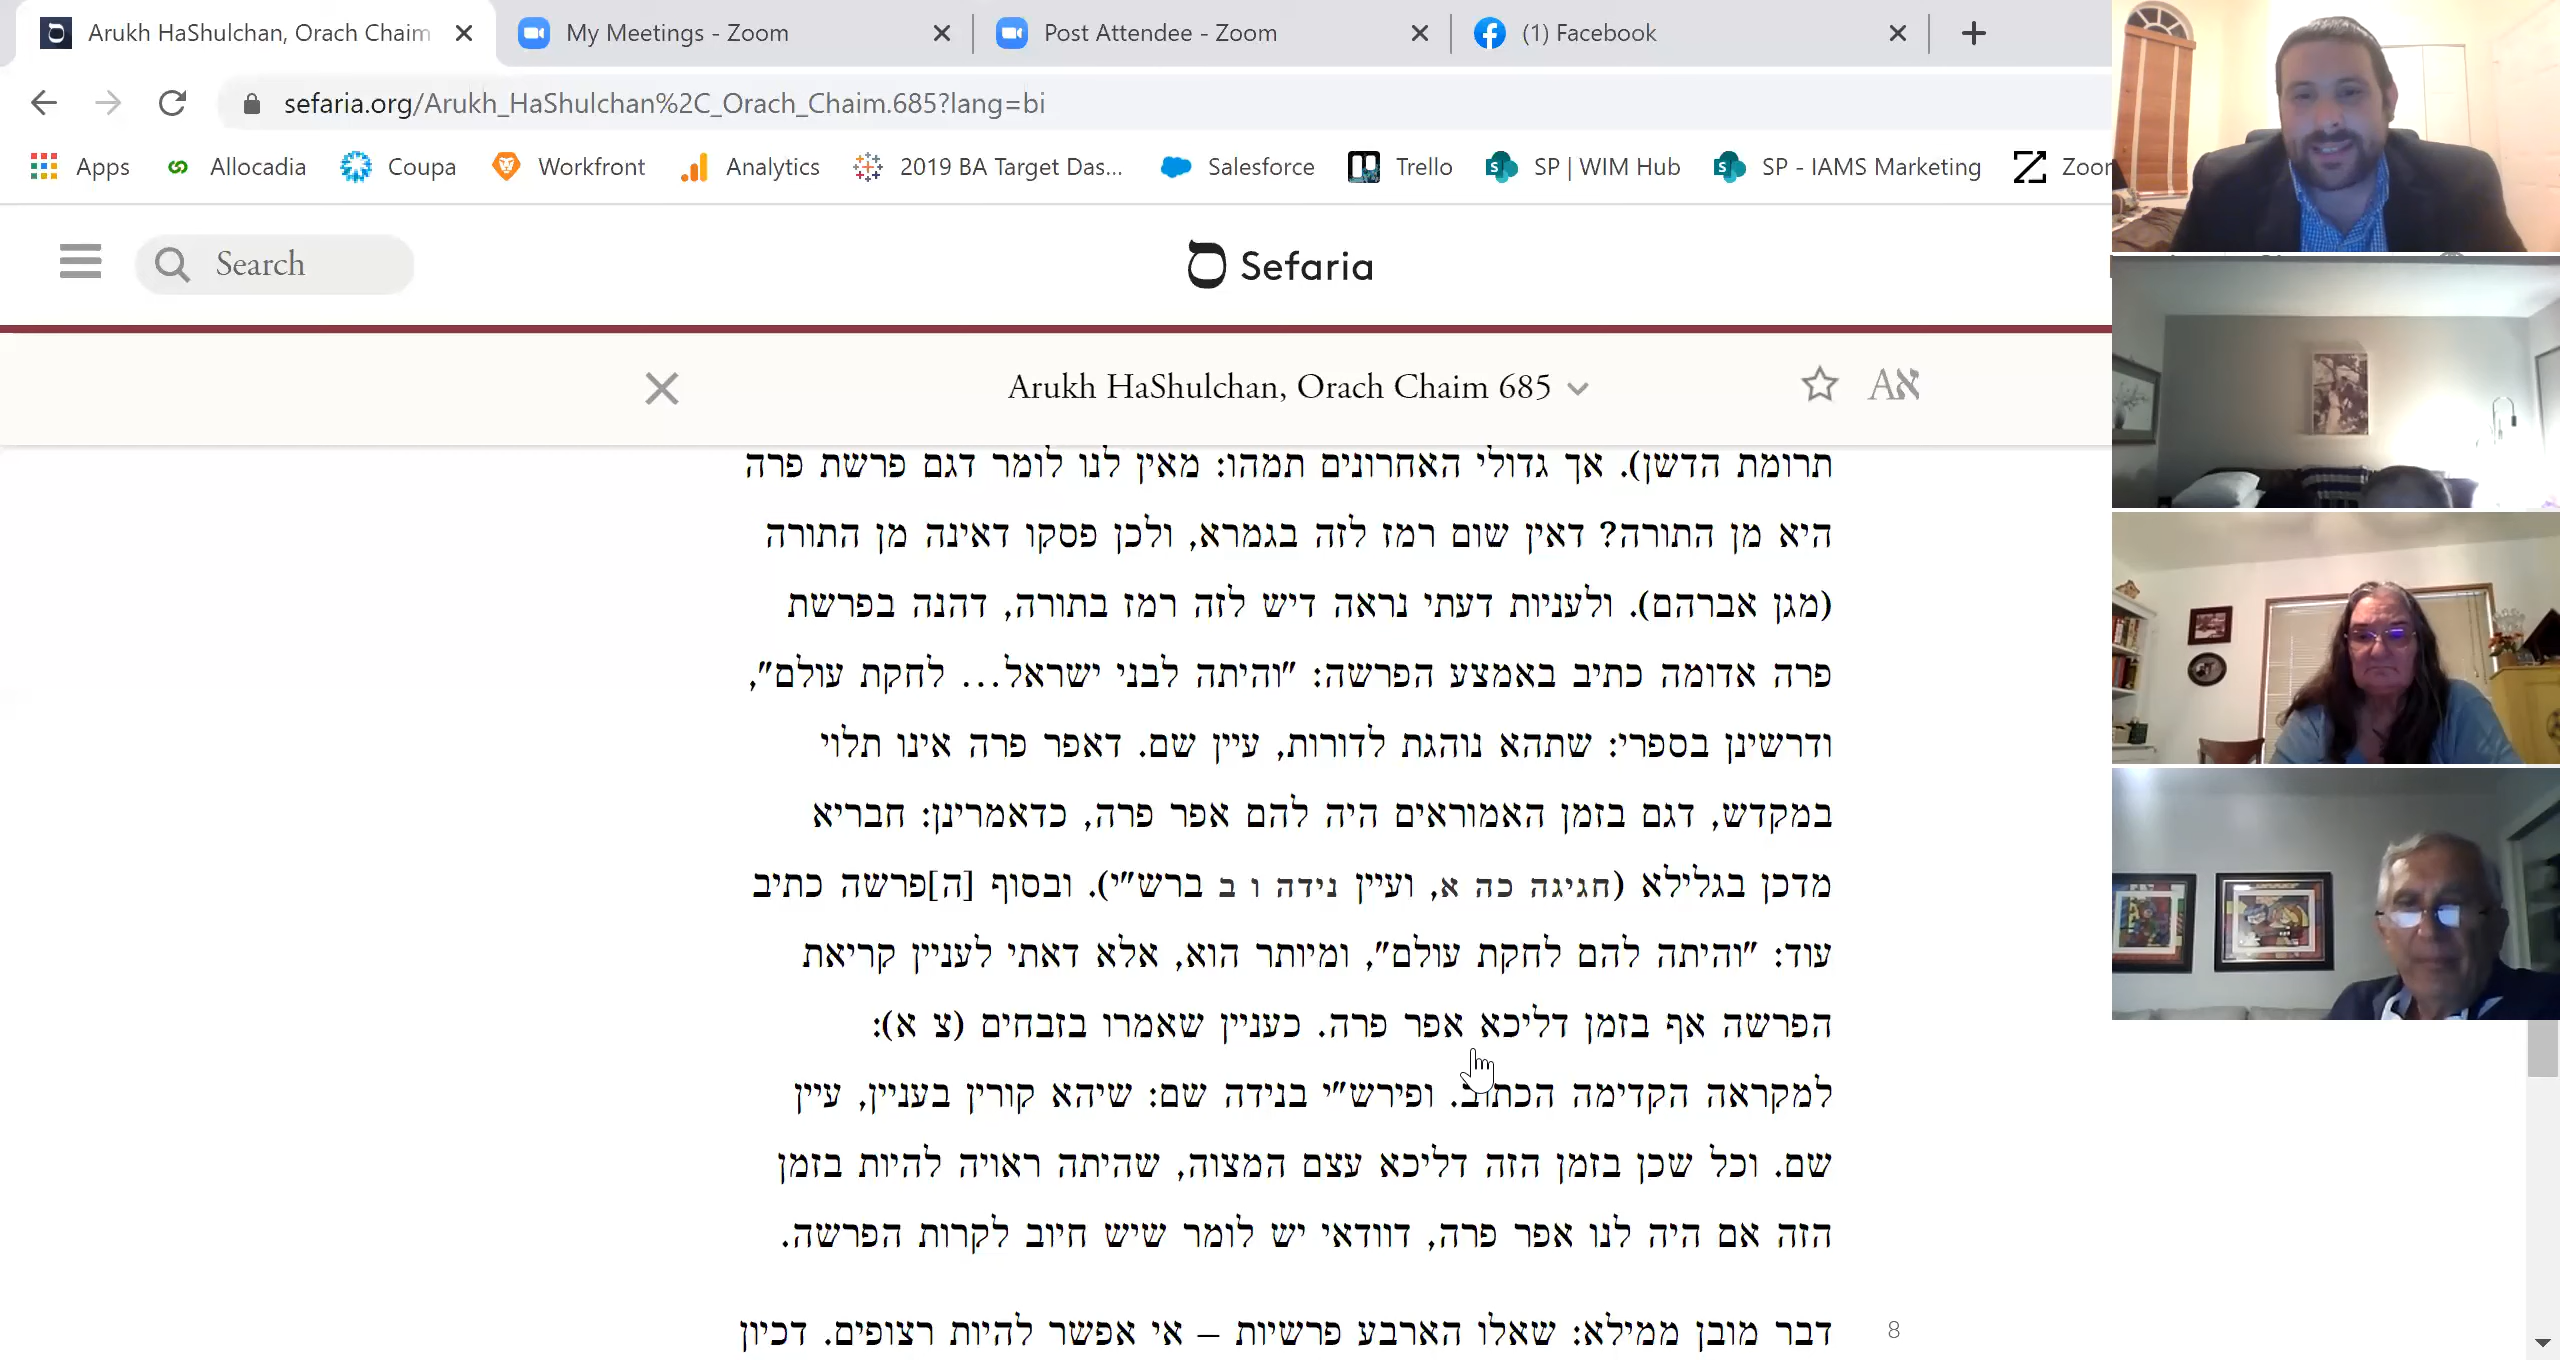 Arukh HaShulchan, Orach Chaim
My Meetings - Zoom
Post Attendee - Zoom
(1) Facebook
sefaria.org/Arukh_HaShulchan%2C_Orach_Chaim.685?lang=bi
Apps
Allocadia
Coupa
Workfront
Analytics
2019 BA Target Das...
Salesforce
Trello
SP | WIM Hub
SP - IAMS Marketing
Zoor
Search
Sefaria
Arukh HaShulchan, Orach Chaim 685
Aא
תרומת הדשן). אך גדולי האחרונים תמהו: מאין לנו לומר דגם פרשת פרה
היא מן התורה? דאין שום רמז לזה בגמרא, ולכן פסקו דאינה מן התורה
(מגן אברהם). ולעניות דעתי נראה דיש לזה רמז בתורה, דהנה בפרשת
פרה אדומה כתיב באמצע הפרשה: "והיתה לבני ישראל... לחקת עולם",
ודרשינן בספרי: שתהא נוהגת לדורות, עיין שם. דאפר פרה אינו תלוי
במקדש, דגם בזמן האמוראים היה להם אפר פרה, כדאמרינן: חבריא
מדכן בגלילא (חגיגה כה א, ועיין נידה ו ב ברש"י). ובסוף [ה]פרשה כתיב
עוד: "והיתה להם לחקת עולם", ומיותר הוא, אלא דאתי לעניין קריאת
הפרשה אף בזמן דליכא אפר פרה. כעניין שאמרו בזבחים (צ א):
למקראה הקדימה הכתוב. ופירש"י בנידה שם: שיהא קורין בעניין, עיין
שם. וכל שכן בזמן הזה דליכא עצם המצוה, שהיתה ראויה להיות בזמן
הזה אם היה לנו אפר פרה, דוודאי יש לומר שיש חיוב לקרות הפרשה.
8
דבר מובן ממילא: שאלו הארבע פרשיות – אי אפשר להיות רצופים. דכיון